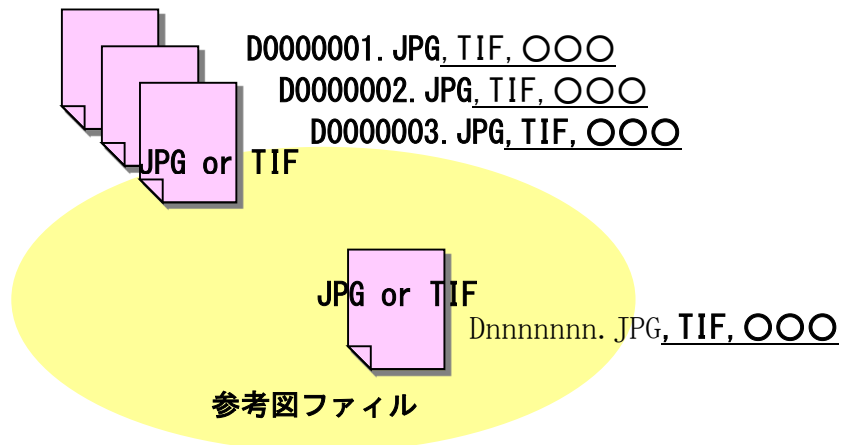 D0000001.JPG,TIF,○○○
D0000002.JPG,TIF,○○○
D0000003.JPG,TIF,○○○
JPG or TIF
JPG or TIF
Dnnnnnnn.JPG,TIF,○○○
参考図ファィル